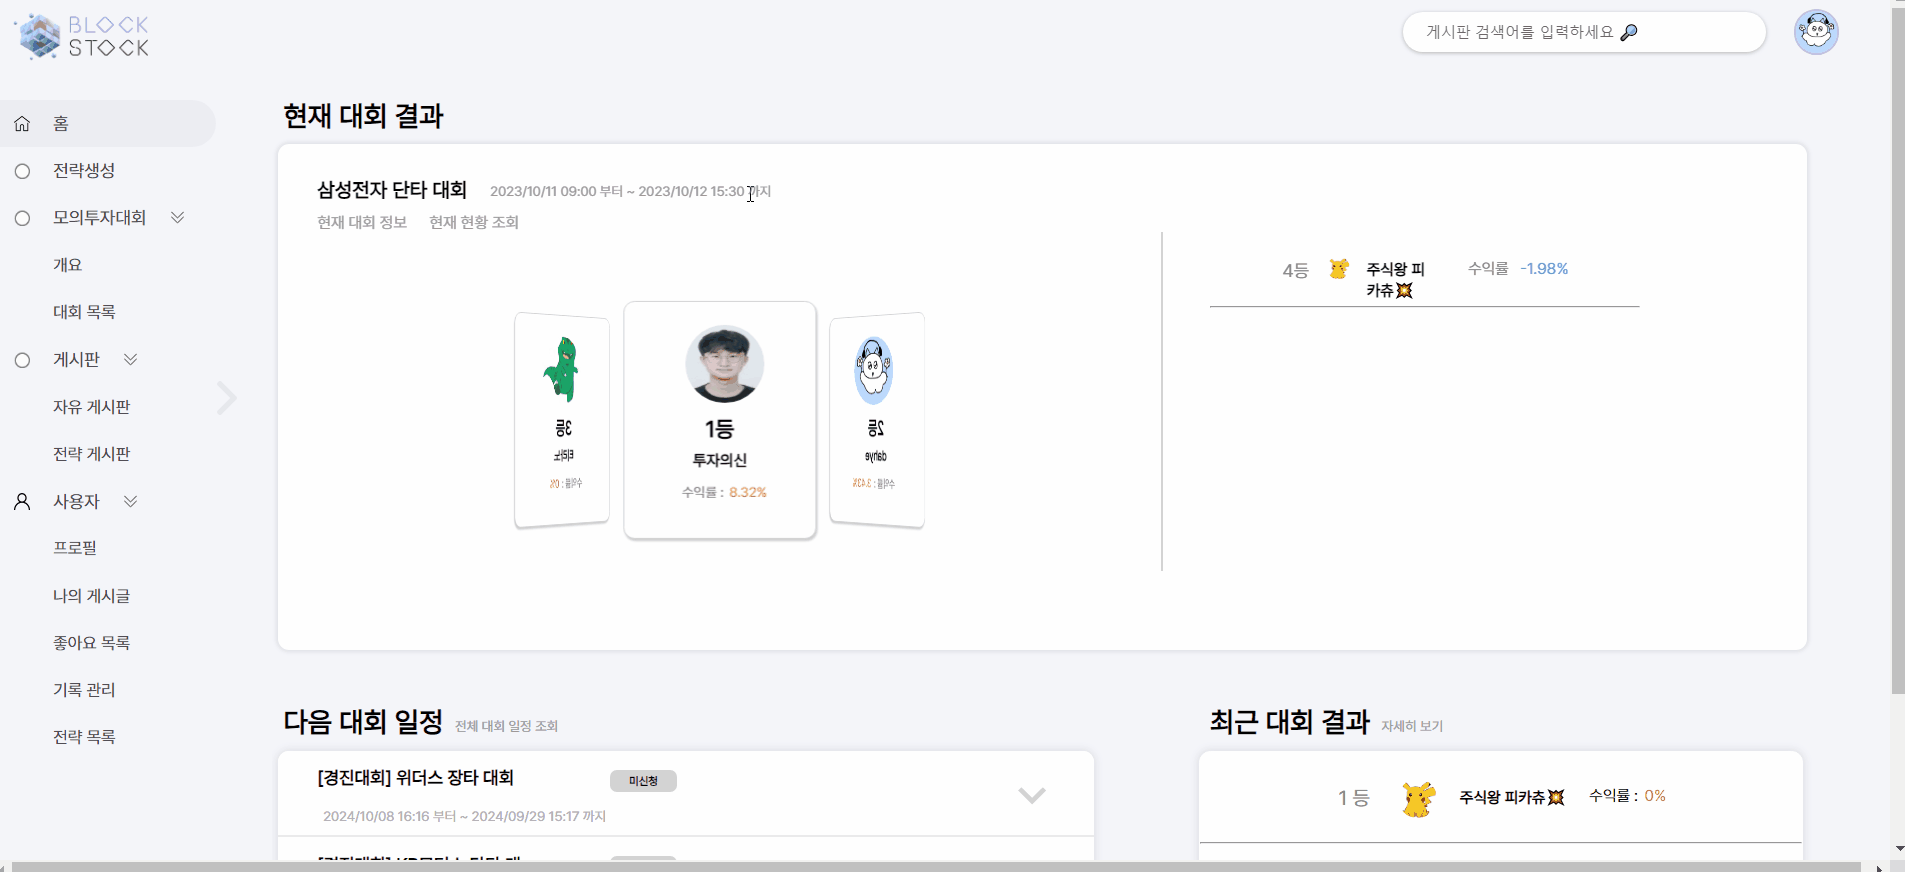 BLOCK
STOCK
게시판 검색어를 입력하세요
홈
전략생성
모의투자대회
개요
대회 목록
게시판
자유 게시판
전략 게시판
사용자
프로필
나의 게시글
좋아요 목록
기록 관리
전략 목록
현재 대회 결과
삼성전자 단타 대회 2023/10/11 09:00 부터 ~ 2023/10/12 15:30 까지
현재 대회 정보 현재 현황 조회
3등
수익률 : 0%
1등
투자의신
수익률 : 8.32%
2등
dahye
수익률 : 3.43%
4등 주식왕 피
카츄💥 수익률 -1.98%
다음 대회 일정 전체 대회 일정 조회
[경진대회] 위더스 장타 대회 미신청
2024/10/08 16:16 부터 ~ 2024/09/29 15:17 까지
최근 대회 결과 자세히 보기
1 등 주식왕 피카츄💥 수익률 : 0%